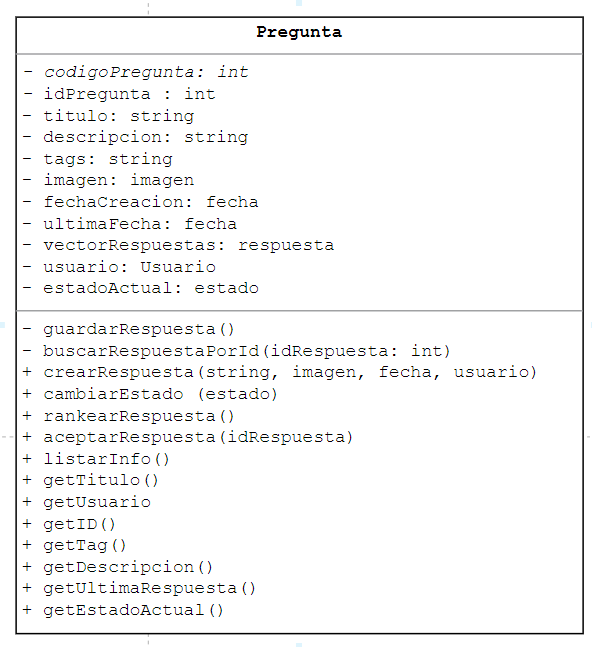 Pregunta
- codigoPregunta: int
- idPregunta : int
- titulo: string
- descripcion: string
- tags: string
- imagen: imagen
- fechaCreacion: fecha
- ultimaFecha: fecha
- vectorRespuestas: respuesta
- usuario: Usuario
- estadoActual: estado
- guardarRespuesta()
- buscarRespuestaPorId(idRespuesta: int)
+ crearRespuesta(string, imagen, fecha, usuario)
+ cambiarEstado (estado)
+ rankearRespuesta()
+ aceptarRespuesta(idRespuesta)
+ listarInfo()
+ getTitulo()
+ getUsuario
+ getID()
+ getTag()
+ getDescripcion()
+ getUltimaRespuesta()
+ getEstadoActual()